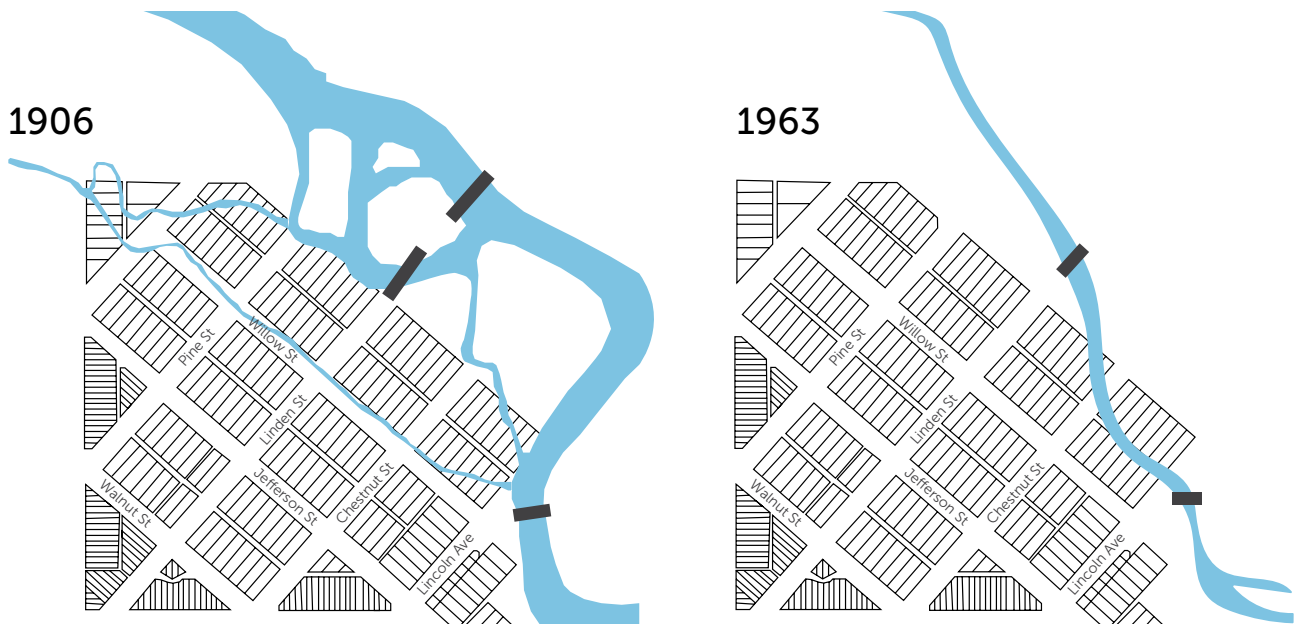 1906
Pine St
Willow St
Linden St
Jefferson St
Chestnut St
Walnut St
Lincoln Ave
1963
Pine St
Willow St
Linden St
Jefferson St
Chestnut St
Walnut St
Lincoln Ave